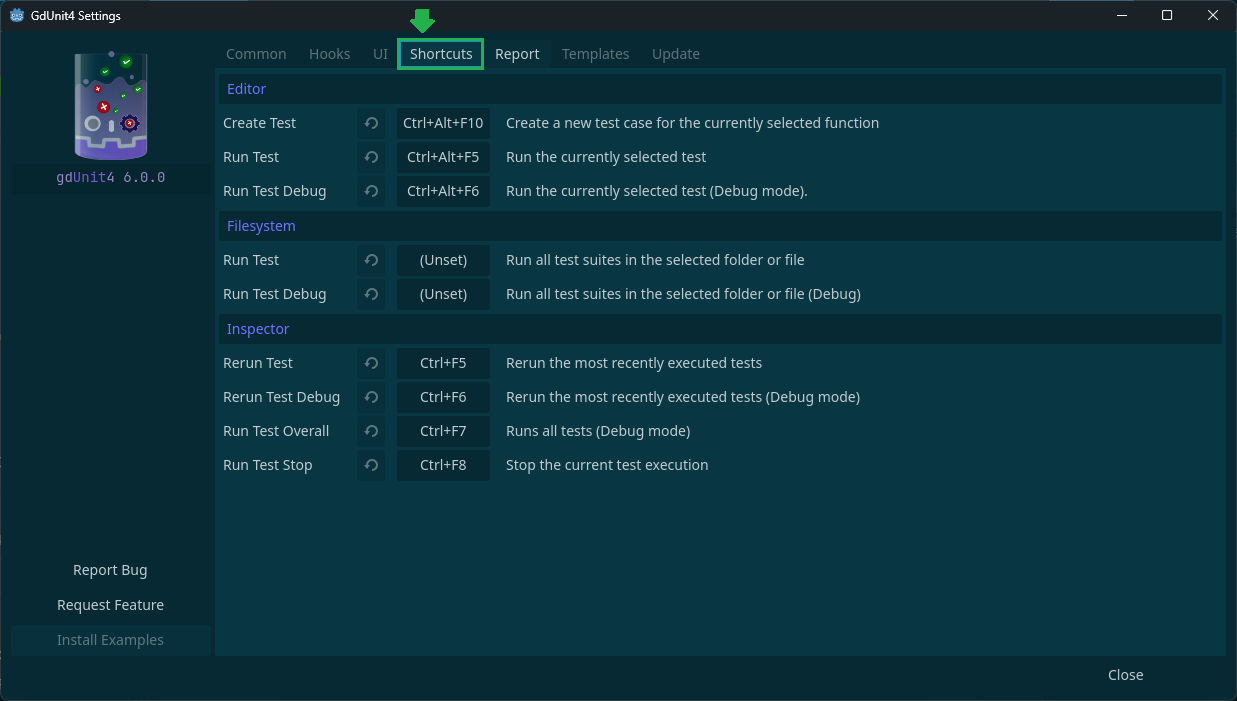 GdUnit4 Settings
Common Hooks UI Shortcuts Report Templates Update
gdUnit4 6.0.0
Editor
Create Test Ctrl+Alt+F10 Create a new test case for the currently selected function
Run Test Ctrl+Alt+F5 Run the currently selected test
Run Test Debug Ctrl+Alt+F6 Run the currently selected test (Debug mode).
Filesystem
Run Test (Unset) Run all test suites in the selected folder or file
Run Test Debug (Unset) Run all test suites in the selected folder or file (Debug)
Inspector
Rerun Test Ctrl+F5 Rerun the most recently executed tests
Rerun Test Debug Ctrl+F6 Rerun the most recently executed tests (Debug mode)
Run Test Overall Ctrl+F7 Runs all tests (Debug mode)
Run Test Stop Ctrl+F8 Stop the current test execution
Report Bug
Request Feature
Install Examples
Close